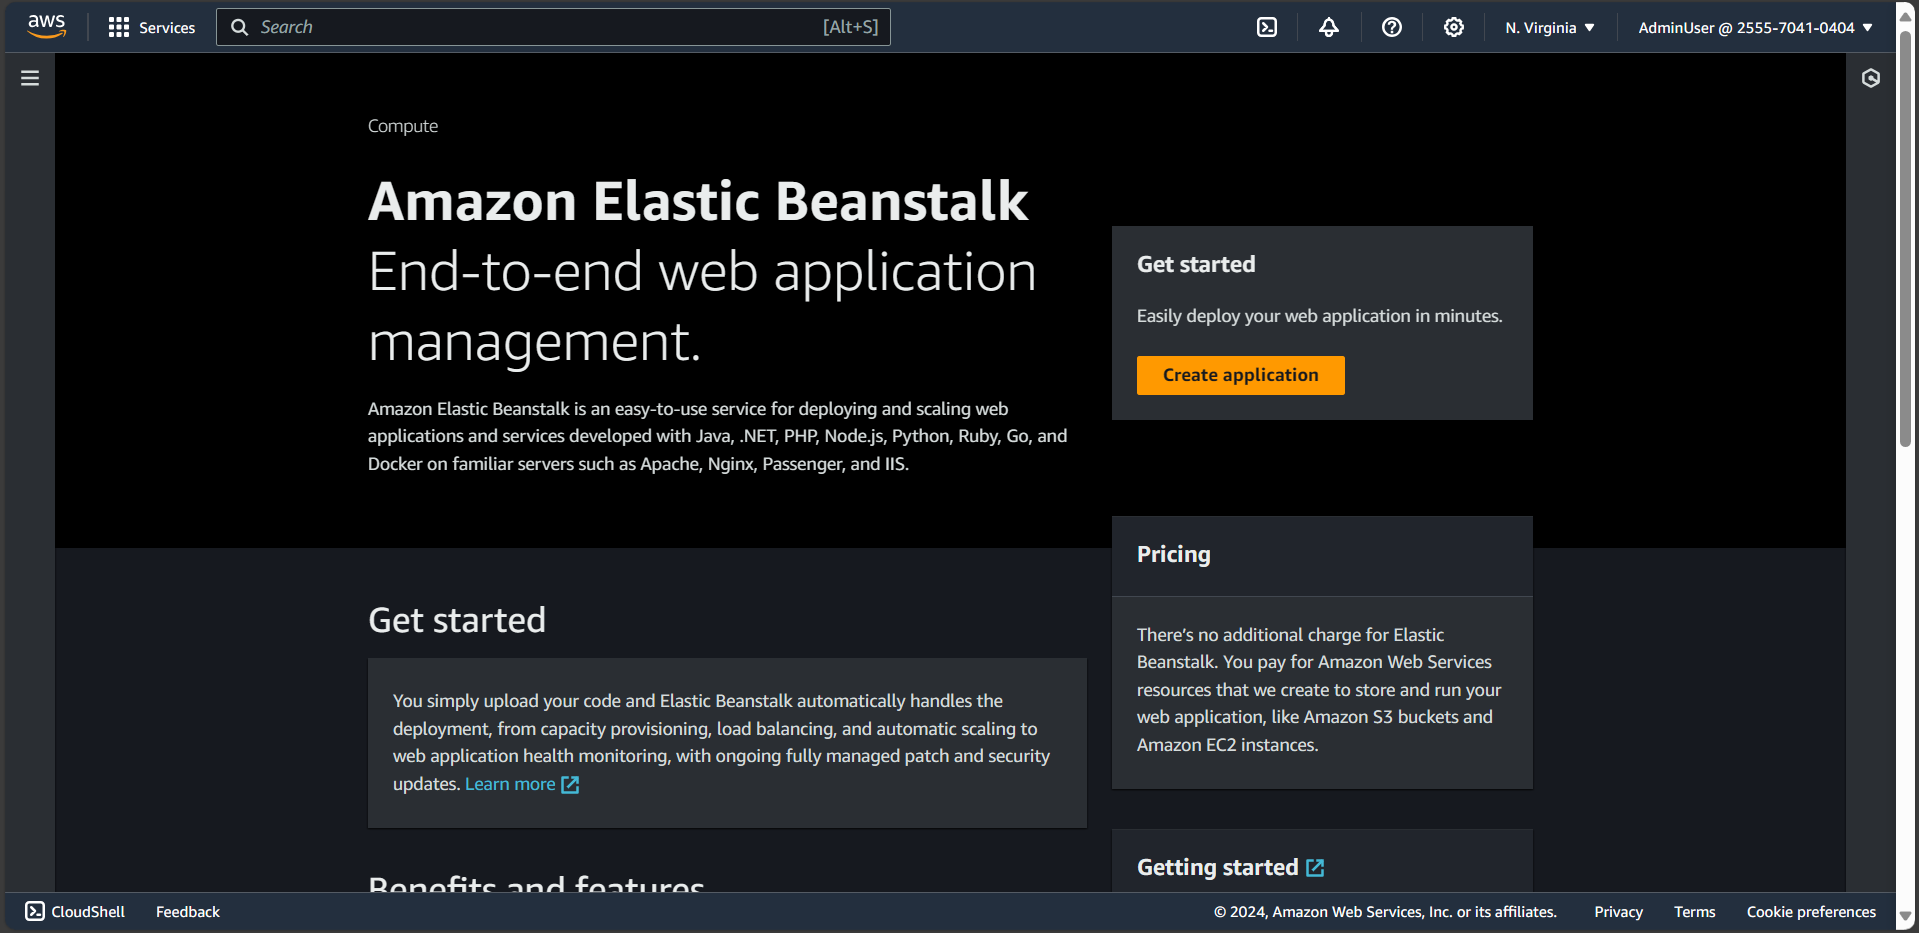 aws
Services
Search
[Alt+S]
N. Virginia
AdminUser @ 2555-7041-0404
Compute
Amazon Elastic Beanstalk
End-to-end web application
management.
Amazon Elastic Beanstalk is an easy-to-use service for deploying and scaling web
applications and services developed with Java, .NET, PHP, Node.js, Python, Ruby, Go, and
Docker on familiar servers such as Apache, Nginx, Passenger, and IIS.
Get started
Easily deploy your web application in minutes.
Create application
Pricing
There's no additional charge for Elastic
Beanstalk. You pay for Amazon Web Services
resources that we create to store and run your
web application, like Amazon S3 buckets and
Amazon EC2 instances.
Get started
You simply upload your code and Elastic Beanstalk automatically handles the
deployment, from capacity provisioning, load balancing, and automatic scaling to
web application health monitoring, with ongoing fully managed patch and security
updates. Learn more
Getting started
Benefits and features
CloudShell
Feedback
© 2024, Amazon Web Services, Inc. or its affiliates.
Privacy
Terms
Cookie preferences